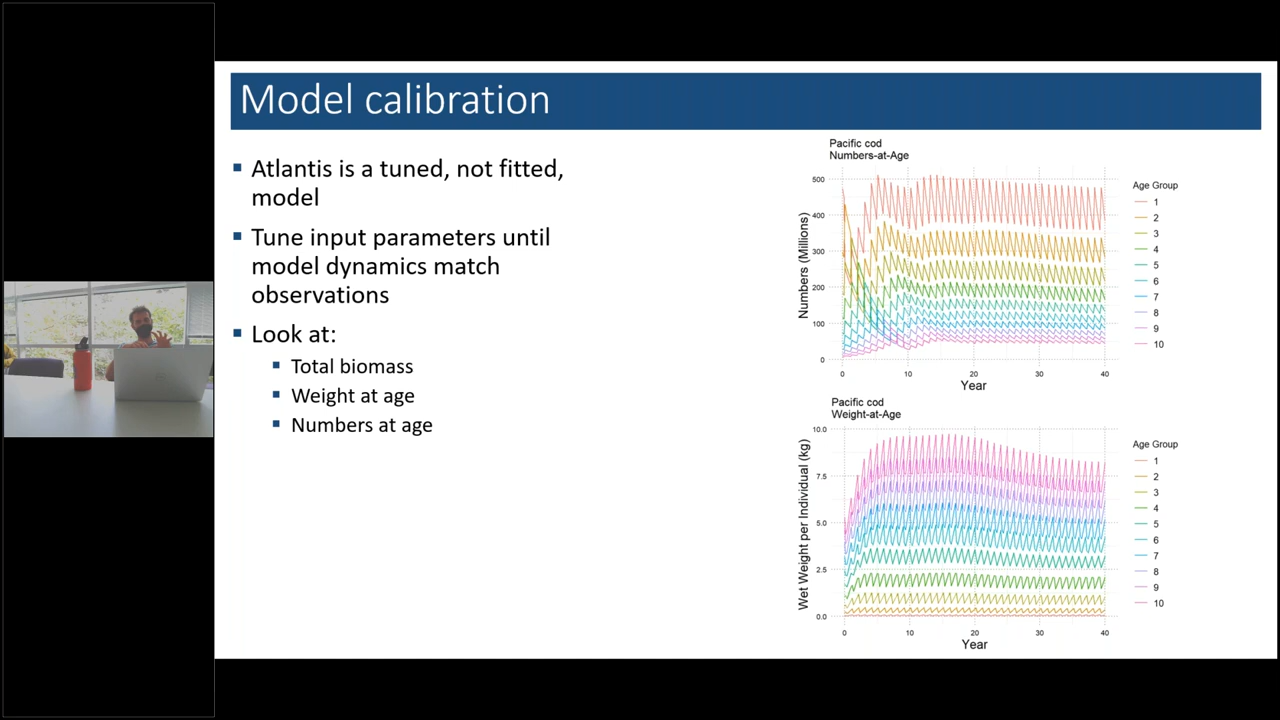 Model calibration
Atlantis is a tuned, not fitted,
model
Tune input parameters until
model dynamics match
observations
Look at:
Total biomass
Weight at age
Numbers at age
Pacific cod
Numbers-at-Age
Numbers (Millions)
500
400
300
200
100
0
0 10 20 30 40
Year
Age Group
1
2
3
4
5
6
7
8
9
10
Pacific cod
Weight-at-Age
Wet Weight per Individual (kg)
10.0
7.5
5.0
2.5
0.0
0 10 20 30 40
Year
Age Group
1
2
3
4
5
6
7
8
9
10